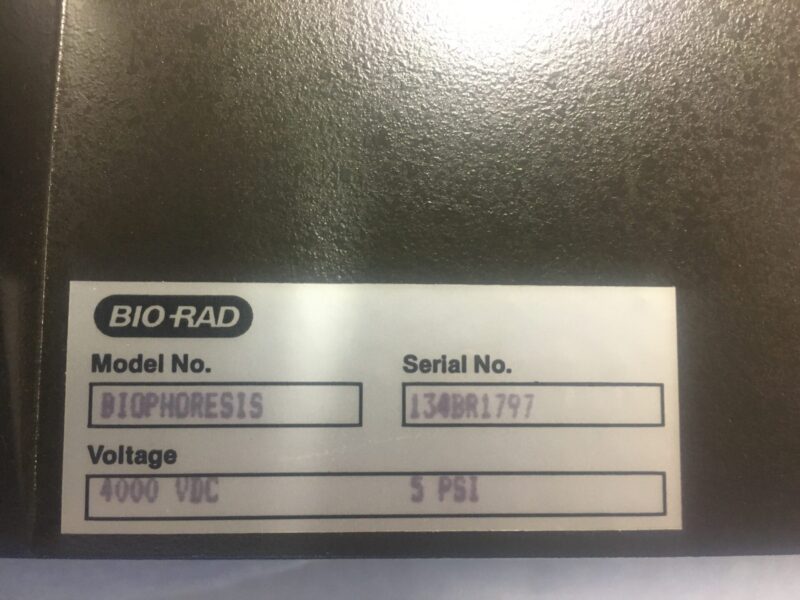 BIO-RAD
Model No. Serial No.
BIOPHORESIS 134BR1797
Voltage
4000 VDC 5 PSI